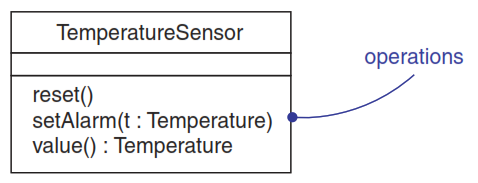 TemperatureSensor
operations
reset()
setAlarm(t : Temperature)
value() : Temperature